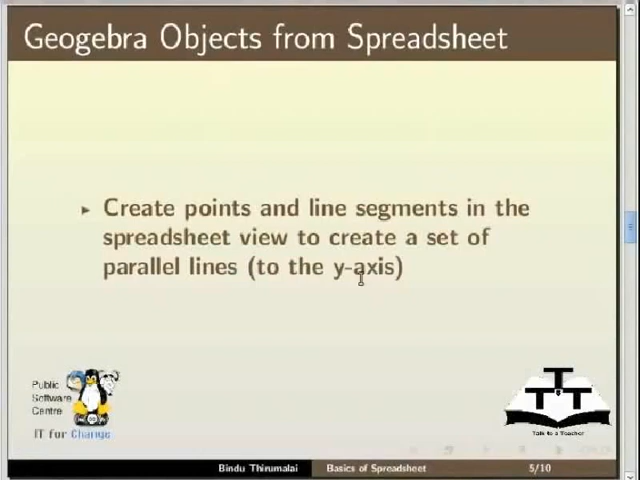 Geogebra Objects from Spreadsheet
Create points and line segments in the
spreadsheet view to create a set of
parallel lines (to the y-axis)
Public
Software
Centre
IT for Change
TTT
Talk to a Teacher
Bindu Thirumalai Basics of Spreadsheet 5/10